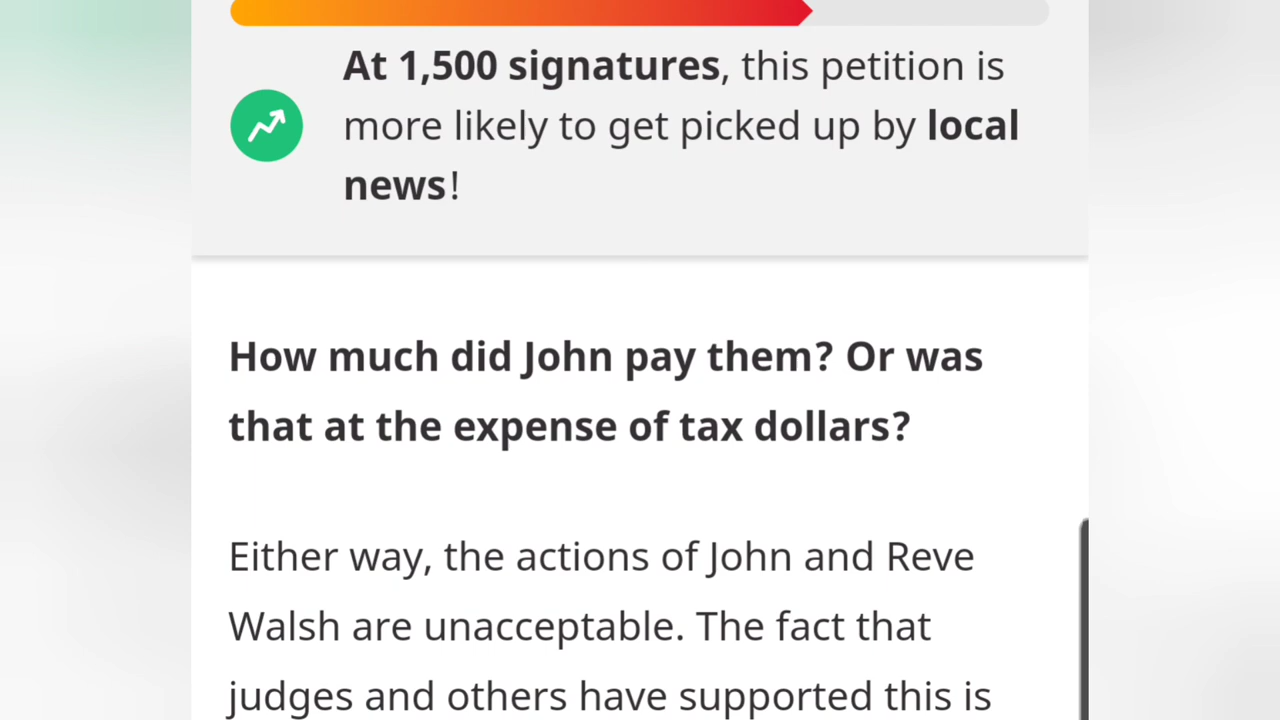 At 1,500 signatures, this petition is
more likely to get picked up by local
news!
How much did John pay them? Or was
that at the expense of tax dollars?
Either way, the actions of John and Reve
Walsh are unacceptable. The fact that
judges and others have supported this is